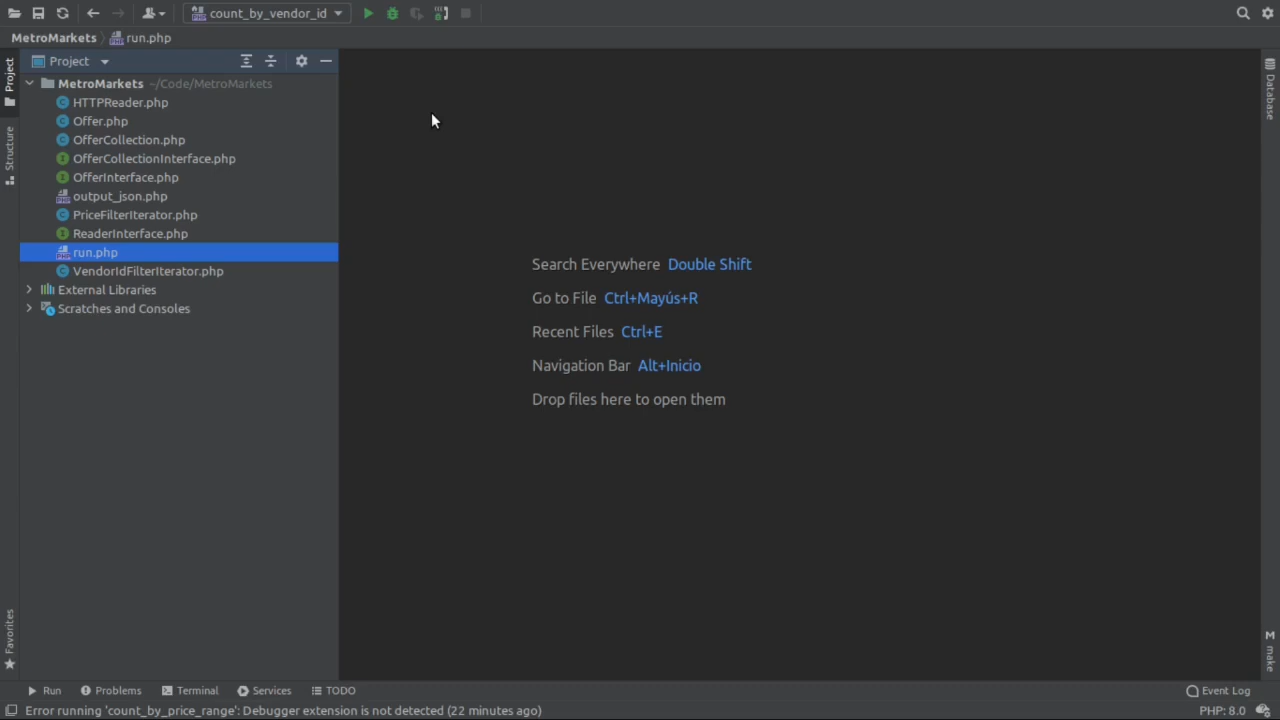 count_by_vendor_id
MetroMarkets
run.php
Project
Project
MetroMarkets ~/Code/MetroMarkets
HTTPReader.php
Offer.php
OfferCollection.php
OfferCollectionInterface.php
OfferInterface.php
output_json.php
PriceFilterIterator.php
ReaderInterface.php
run.php
VendorIdFilterIterator.php
External Libraries
Scratches and Consoles
Structure
Favorites
Search Everywhere Double Shift
Go to File Ctrl+Mayús+R
Recent Files Ctrl+E
Navigation Bar Alt+Inicio
Drop files here to open them
Database
make
Run
Problems
Terminal
Services
TODO
Event Log
Error running 'count_by_price_range': Debugger extension is not detected (22 minutes ago)
PHP: 8.0